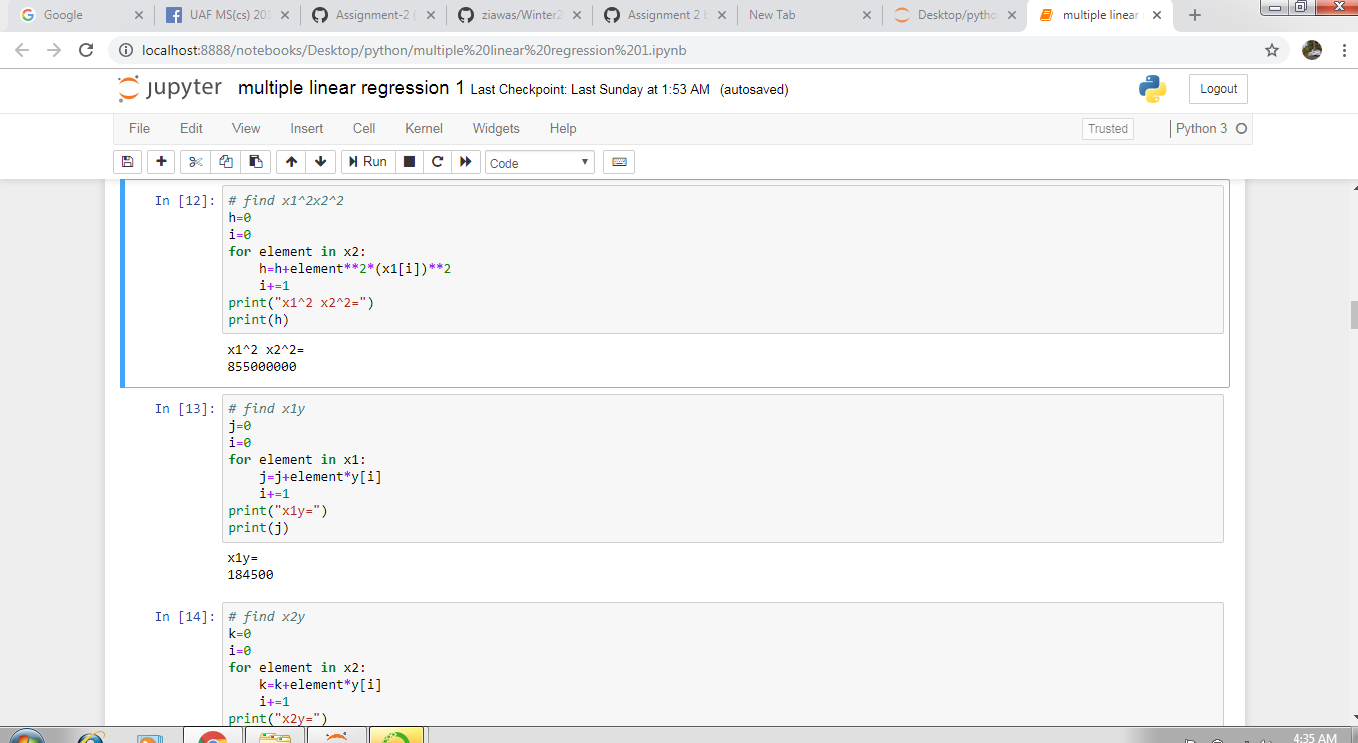 Google
UAF MS(cs) 201
Assignment-2 (
ziawas/Winter2
Assignment 2 b
New Tab
Desktop/pytho
multiple linear
localhost:8888/notebooks/Desktop/python/multiple%20linear%20regression%201.ipynb
jupyter multiple linear regression 1 Last Checkpoint: Last Sunday at 1:53 AM (autosaved)
Logout
File Edit View Insert Cell Kernel Widgets Help
Trusted
Python 3
Run
Code
In [12]: # find x1^2x2^2
h=0
i=0
for element in x2:
    h=h+element**2*(x1[i])**2
    i+=1
print("x1^2 x2^2=")
print(h)
x1^2 x2^2=
855000000
In [13]: # find x1y
j=0
i=0
for element in x1:
    j=j+element*y[i]
    i+=1
print("x1y=")
print(j)
x1y=
184500
In [14]: # find x2y
k=0
i=0
for element in x2:
    k=k+element*y[i]
    i+=1
print("x2y=")
4:35 AM